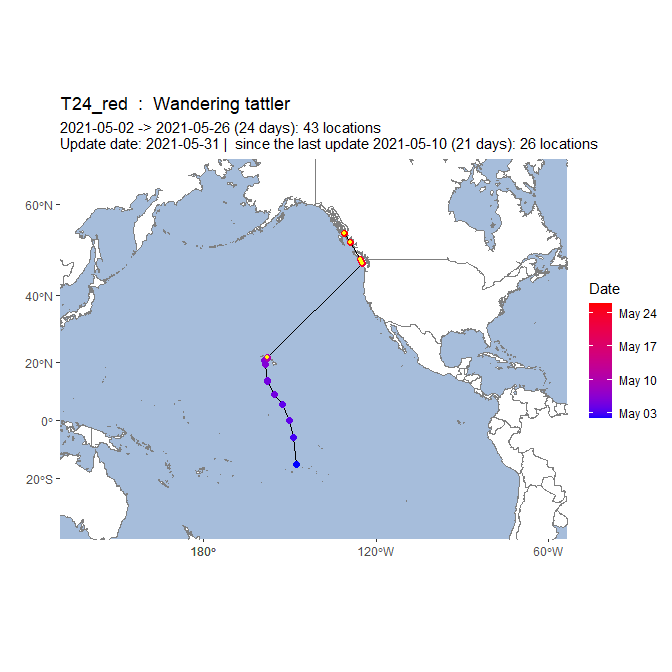 T24_red : Wandering tattler
2021-05-02 -> 2021-05-26 (24 days): 43 locations
Update date: 2021-05-31 | since the last update 2021-05-10 (21 days): 26 locations
60°N
40°N
20°N
0°
20°S
180°
120°W
60°W
Date
May 24
May 17
May 10
May 03